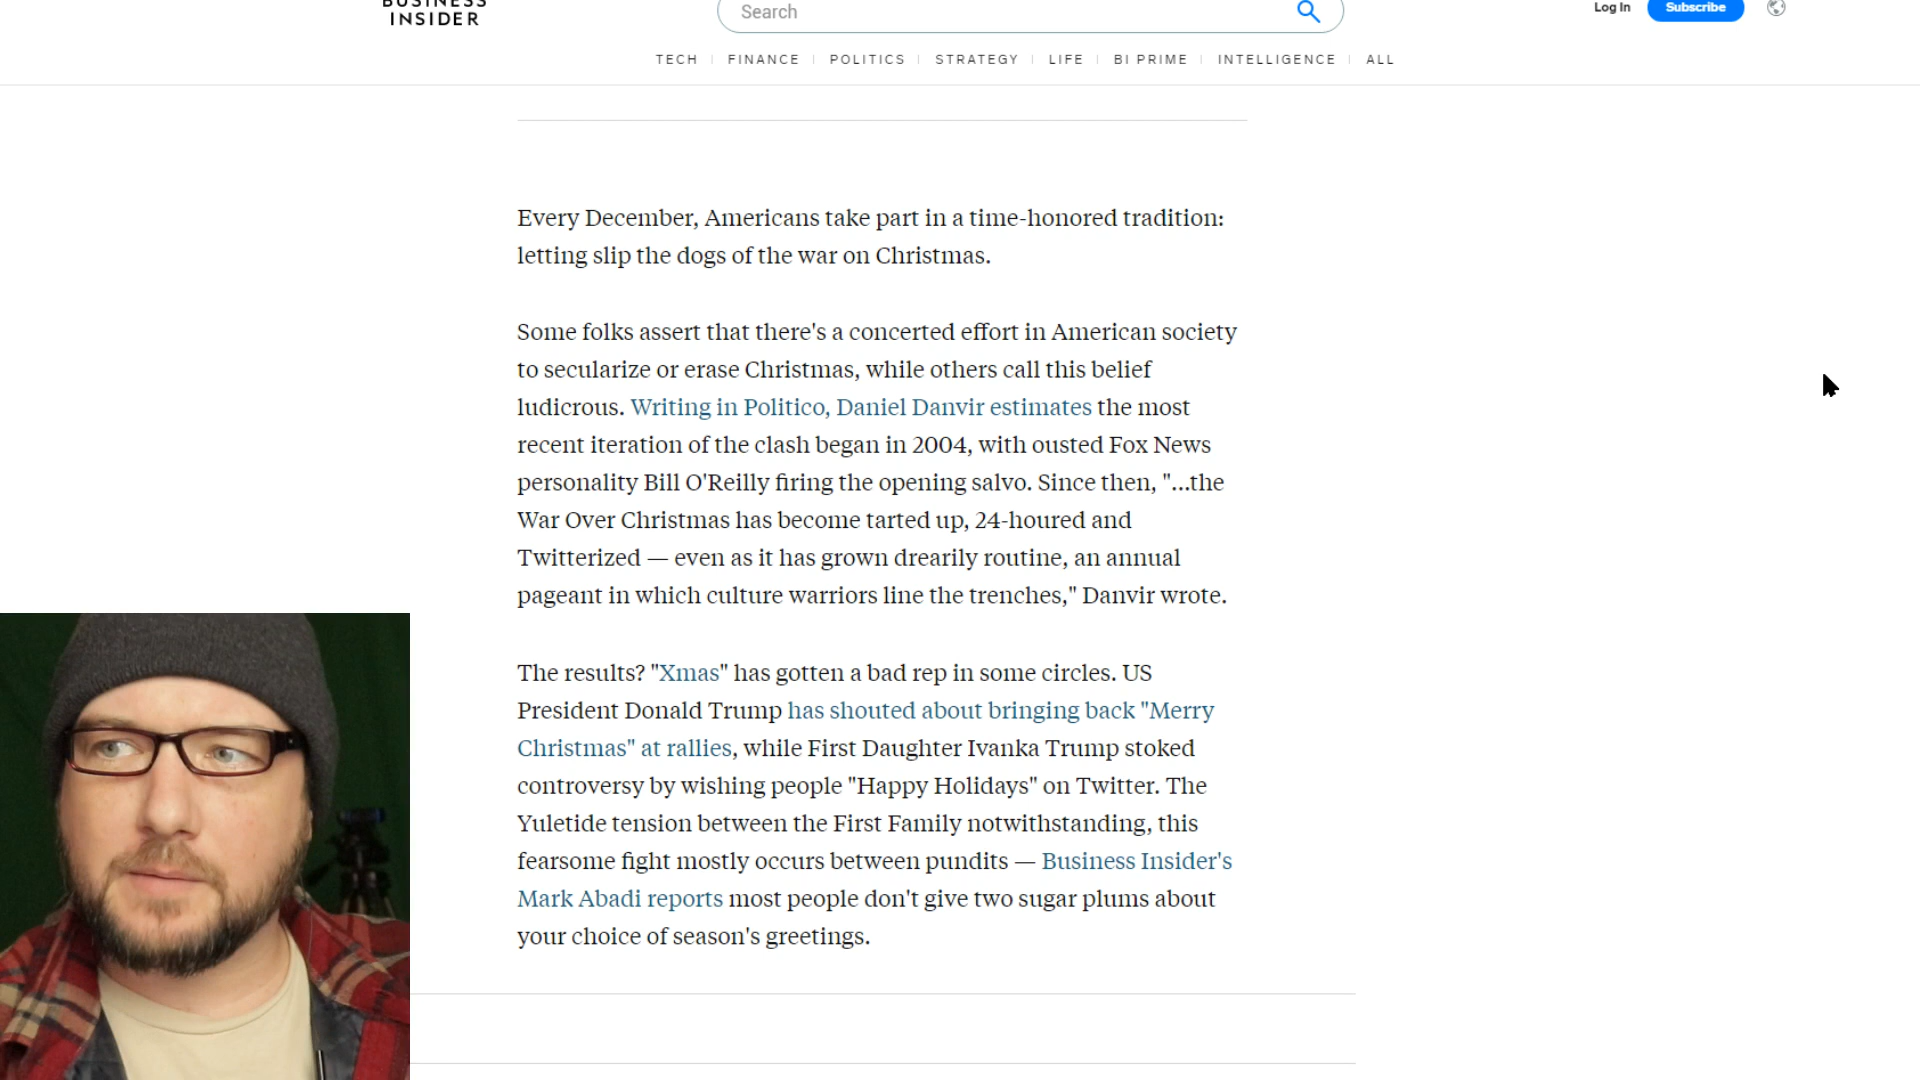 BUSINESS
INSIDER
Search
Log In
Subscribe
TECH | FINANCE | POLITICS | STRATEGY | LIFE | BI PRIME | INTELLIGENCE | ALL
Every December, Americans take part in a time-honored tradition:
letting slip the dogs of the war on Christmas.
Some folks assert that there's a concerted effort in American society
to secularize or erase Christmas, while others call this belief
ludicrous. Writing in Politico, Daniel Danvir estimates the most
recent iteration of the clash began in 2004, with ousted Fox News
personality Bill O'Reilly firing the opening salvo. Since then, "...the
War Over Christmas has become tarted up, 24-houred and
Twitterized — even as it has grown drearily routine, an annual
pageant in which culture warriors line the trenches," Danvir wrote.
The results? "Xmas" has gotten a bad rep in some circles. US
President Donald Trump has shouted about bringing back "Merry
Christmas" at rallies, while First Daughter Ivanka Trump stoked
controversy by wishing people "Happy Holidays" on Twitter. The
Yuletide tension between the First Family notwithstanding, this
fearsome fight mostly occurs between pundits — Business Insider's
Mark Abadi reports most people don't give two sugar plums about
your choice of season's greetings.